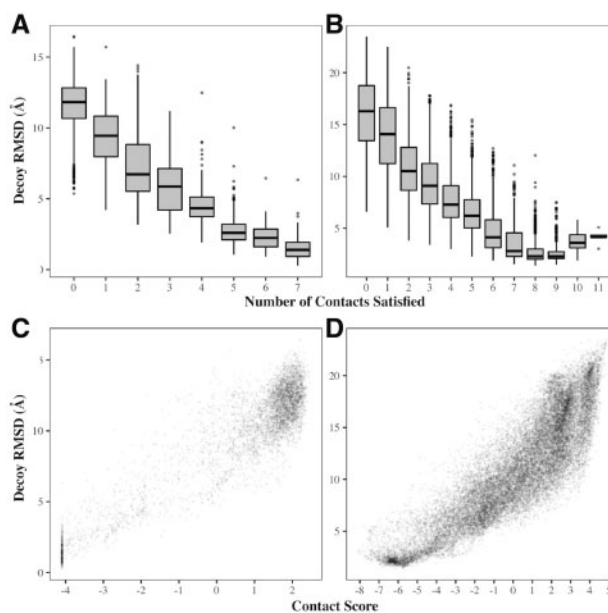 A B
Decoy RMSD (Å)
15
10
5
0
0 1 2 3 4 5 6 7
Decoy RMSD (Å)
20
15
10
5
0 1 2 3 4 5 6 7 8 9 10 11
Number of Contacts Satisfied
C D
Decoy RMSD (Å)
10
5
0
-4 -3 -2 -1 0 1 2
20
15
10
5
-8 -7 -6 -5 -4 -3 -2 -1 0 1 2 3 4
Contact Score